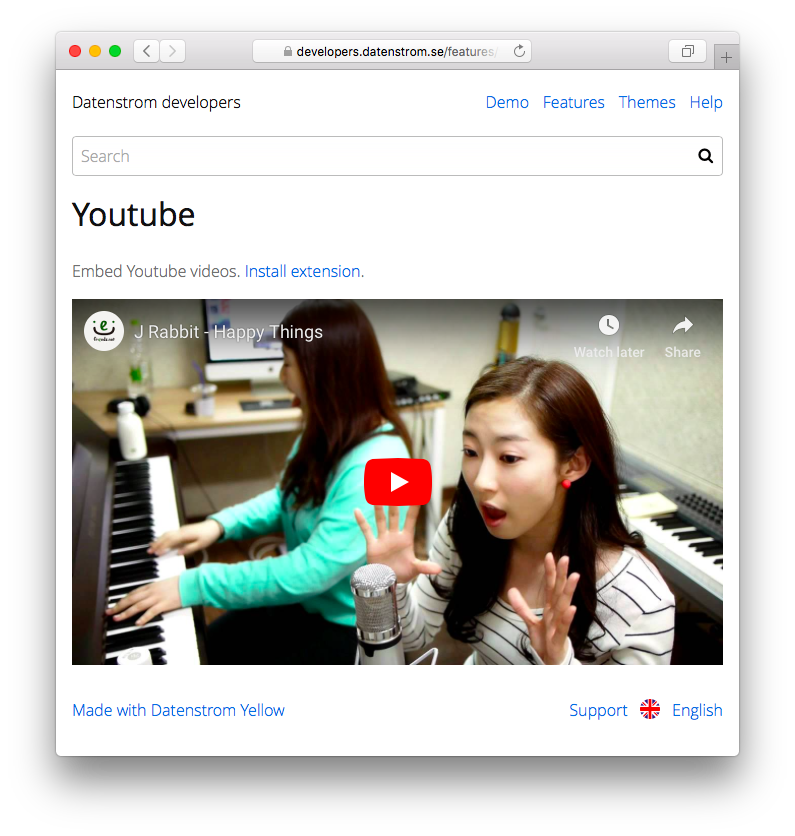 developers.datenstrom.se/features/
Datenstrom developers
Demo Features Themes Help
Search
Youtube
Embed Youtube videos. Install extension.
J Rabbit - Happy Things
Watch later Share
Made with Datenstrom Yellow
Support English